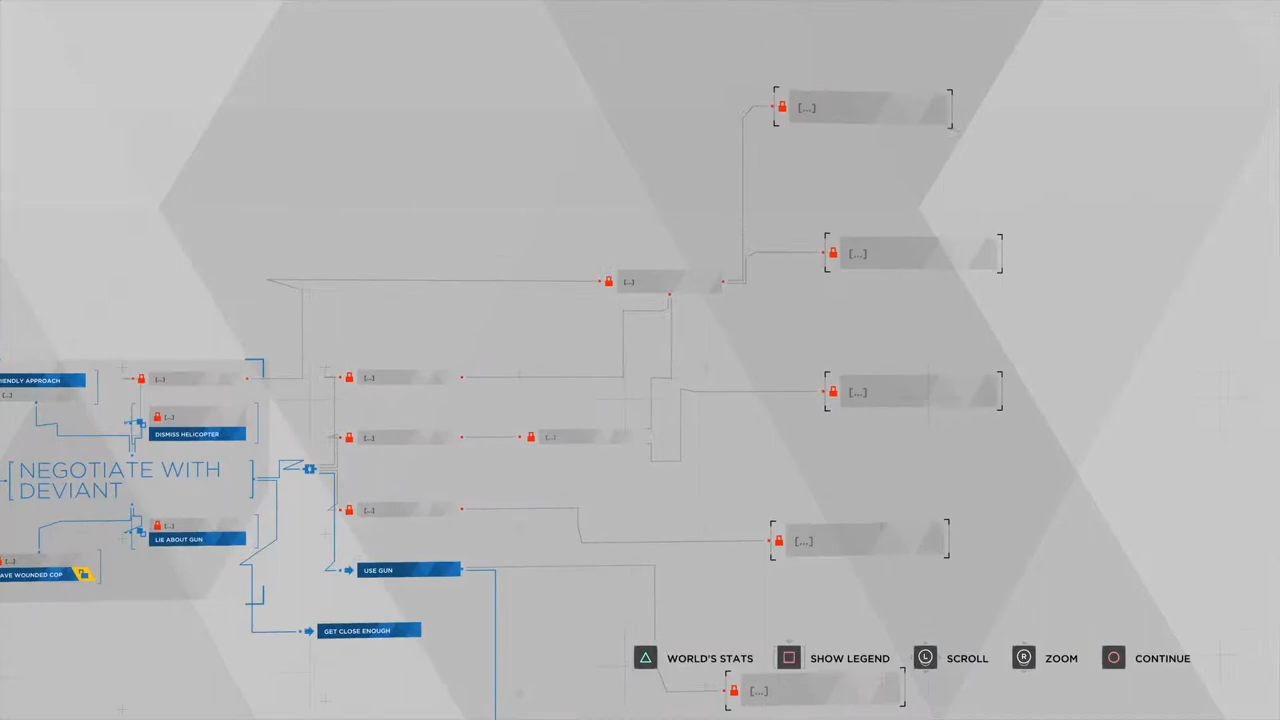 [...]
[...]
[...]
[...]
IENDLY APPROACH
[...]
[...]
[...]
[...]
DISMISS HELICOPTER
[...]
[...]
NEGOTIATE WITH
DEVIANT
[...]
[...]
LIE ABOUT GUN
[...]
[...]
AVE WOUNDED COP
USE GUN
GET CLOSE ENOUGH
WORLD'S STATS
SHOW LEGEND
L
SCROLL
R
ZOOM
CONTINUE
[...]